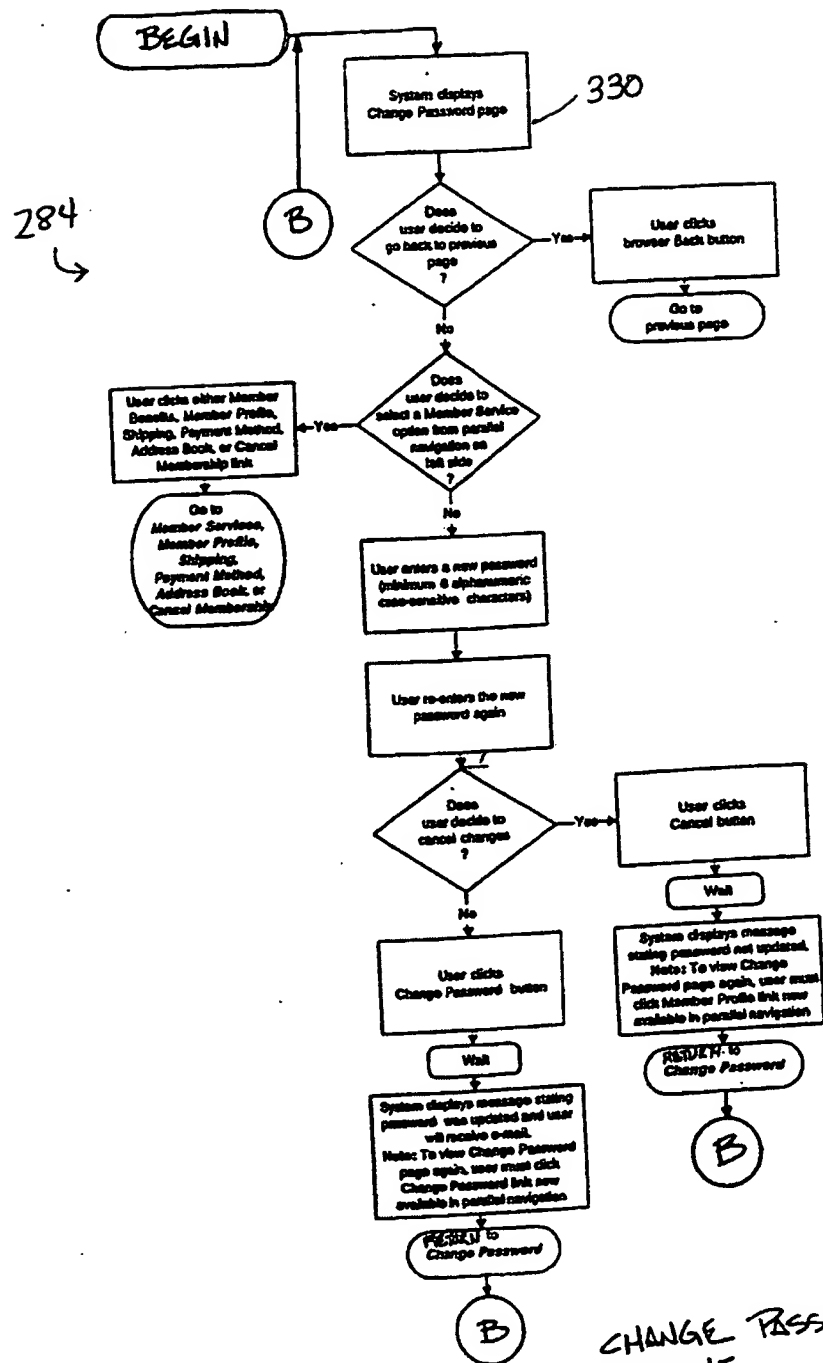 BEGIN
System displays
Change Password page
330
B
284
Does
user decide to
go back to previous
page
?
Yes
User clicks
browser Back button
Go to
previous page
No
Does
user decide to
select a Member Service
option from parallel
navigation on
left side
?
Yes
User clicks either Member
Benefits, Member Profile,
Shipping, Payment Method,
Address Book, or Cancel
Membership link
Go to
Member Services,
Member Profile,
Shipping,
Payment Method,
Address Book, or
Cancel Membership
No
User enters a new password
(minimum 6 alphanumeric
case-sensitive characters)
User re-enters the new
password again
Does
user decide to
cancel changes
?
Yes
User clicks
Cancel button
Wait
System displays message
stating password not updated.
Note: To view Change
Password page again, user must
click Member Profile link now
available in parallel navigation
RETURN to
Change Password
B
No
User clicks
Change Password button
Wait
System displays message stating
password was updated and user
will receive e-mail.
Note: To view Change Password
page again, user must click
Change Password link now
available in parallel navigation
RETURN to
Change Password
B
CHANGE PASS